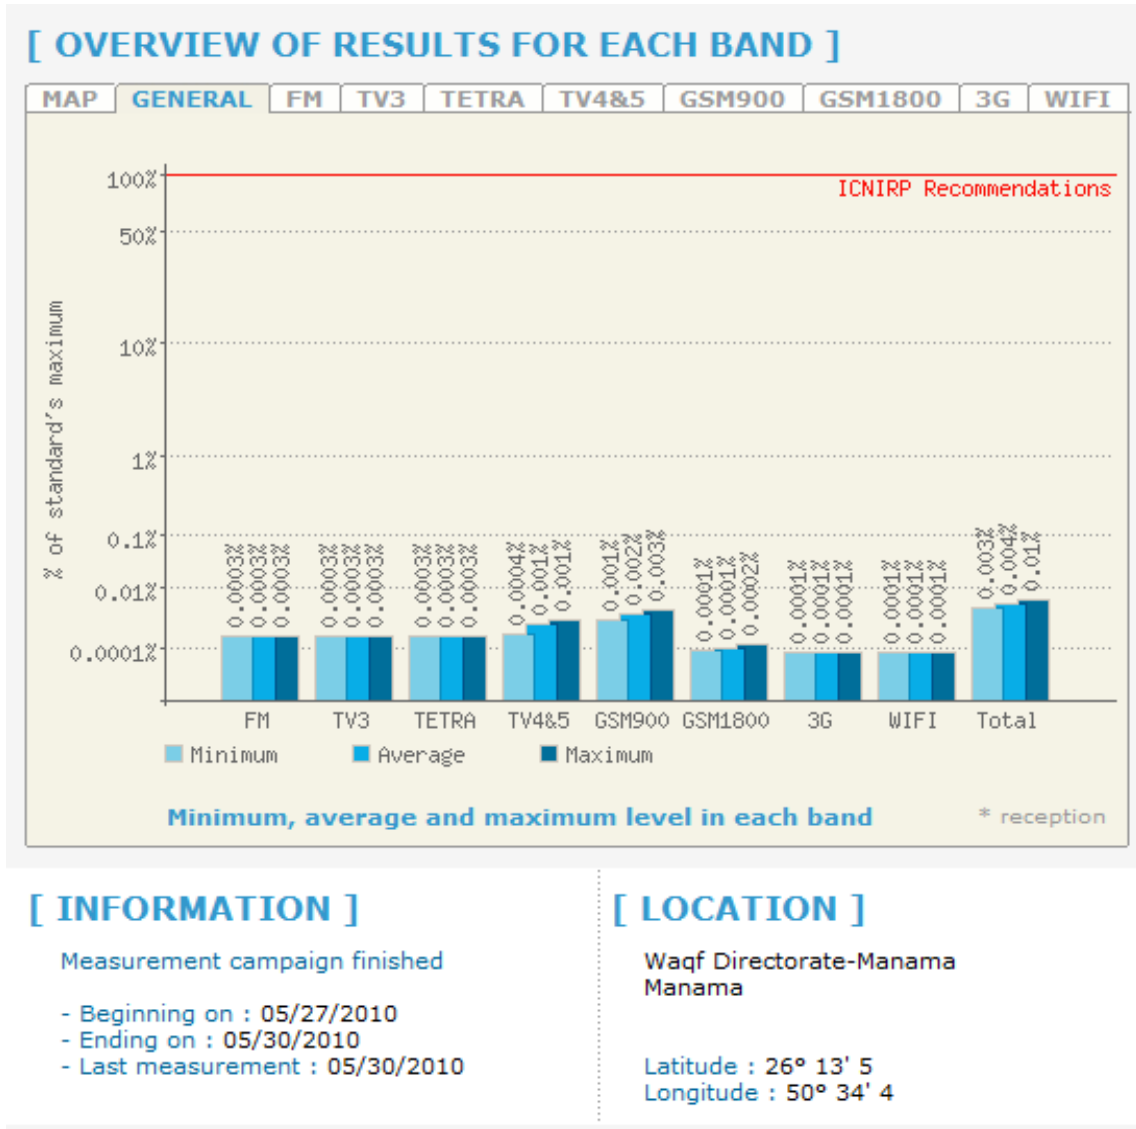 [ OVERVIEW OF RESULTS FOR EACH BAND ]
MAP GENERAL FM TV3 TETRA TV4&5 GSM900 GSM1800 3G WIFI
100%
ICNIRP Recommendations
50%
10%
1%
0.1%
0.01%
0.0001%
% of standard's maximum
0.0003% 0.0003% 0.0003%
0.0003% 0.0003% 0.0003%
0.0003% 0.0003% 0.0003%
0.0004% 0.001% 0.001%
0.001% 0.002% 0.003%
0.0001% 0.0001% 0.0002%
0.0001% 0.0001% 0.0001%
0.0001% 0.0001% 0.0001%
0.003% 0.004% 0.01%
FM TV3 TETRA TV4&5 GSM900 GSM1800 3G WIFI Total
Minimum Average Maximum
Minimum, average and maximum level in each band
* reception
[ INFORMATION ]
Measurement campaign finished
- Beginning on : 05/27/2010
- Ending on : 05/30/2010
- Last measurement : 05/30/2010
[ LOCATION ]
Waqf Directorate-Manama
Manama
Latitude : 26º 13' 5
Longitude : 50º 34' 4